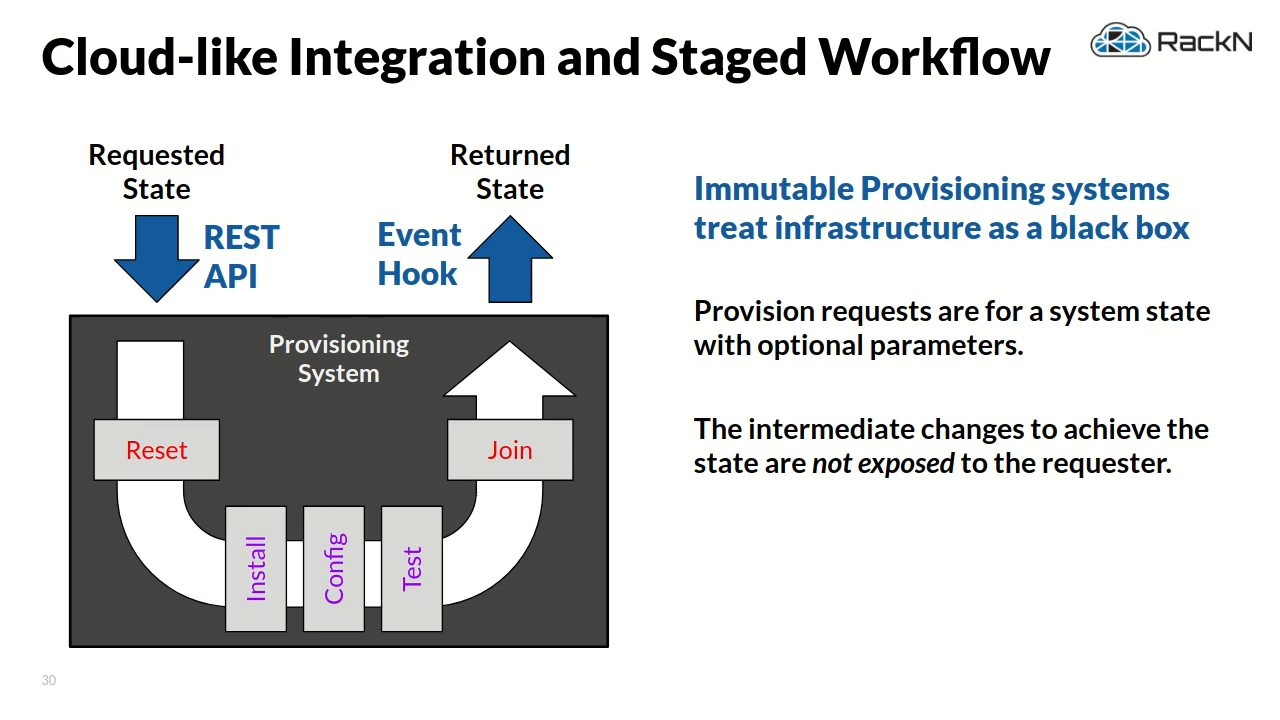 Cloud-like Integration and Staged Workflow
RackN
Requested
State
Returned
State
REST
API
Event
Hook
Provisioning
System
Reset
Join
Install
Config
Test
Immutable Provisioning systems
treat infrastructure as a black box
Provision requests are for a system state
with optional parameters.
The intermediate changes to achieve the
state are not exposed to the requester.
30